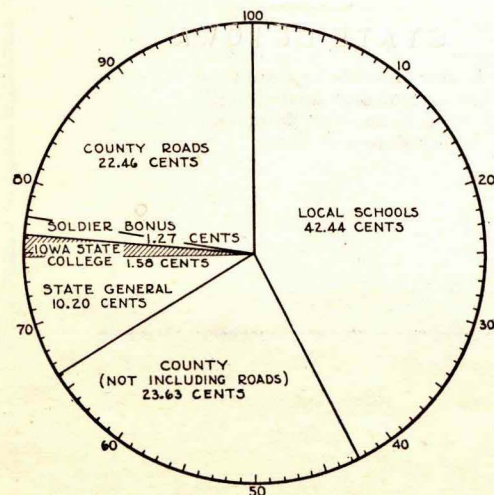 100
10
20
30
40
50
60
70
80
90
COUNTY ROADS
22.46 CENTS
LOCAL SCHOOLS
42.44 CENTS
SOLDIER BONUS
1.27 CENTS
IOWA STATE
COLLEGE 1.58 CENTS
STATE GENERAL
10.20 CENTS
COUNTY
(NOT INCLUDING ROADS)
23.63 CENTS